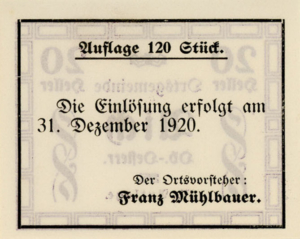 Auflage 120 Stück.
Die Einlösung erfolgt am
31. Dezember 1920.
Der Ortsvorsteher:
Franz Mühlbauer.